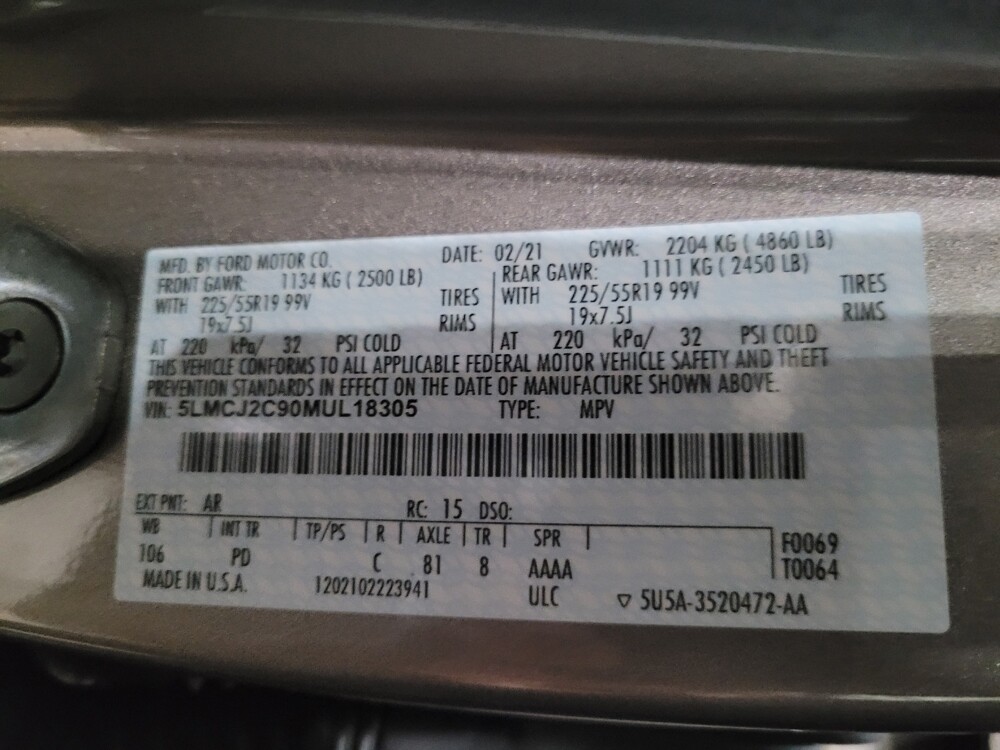 MFD. BY FORD MOTOR CO. DATE: 02/21 GVWR: 2204 KG ( 4860 LB)
FRONT GAWR: 1134 KG ( 2500 LB) REAR GAWR: 1111 KG ( 2450 LB)
WITH 225/55R19 99V TIRES WITH 225/55R19 99V TIRES
19x7.5J RIMS 19x7.5J RIMS
AT 220 kPa/ 32 PSI COLD AT 220 kPa/ 32 PSI COLD
THIS VEHICLE CONFORMS TO ALL APPLICABLE FEDERAL MOTOR VEHICLE SAFETY AND THEFT
PREVENTION STANDARDS IN EFFECT ON THE DATE OF MANUFACTURE SHOWN ABOVE.
VIN: 5LMCJ2C90MUL18305 TYPE: MPV
EXT PNT: AR RC: 15 DSO:
WB INT TR TP/PS R AXLE TR SPR F0069
106 PD C 81 8 AAAA T0064
MADE IN U.S.A. 1202102223941 ULC ▽ 5U5A-3520472-AA